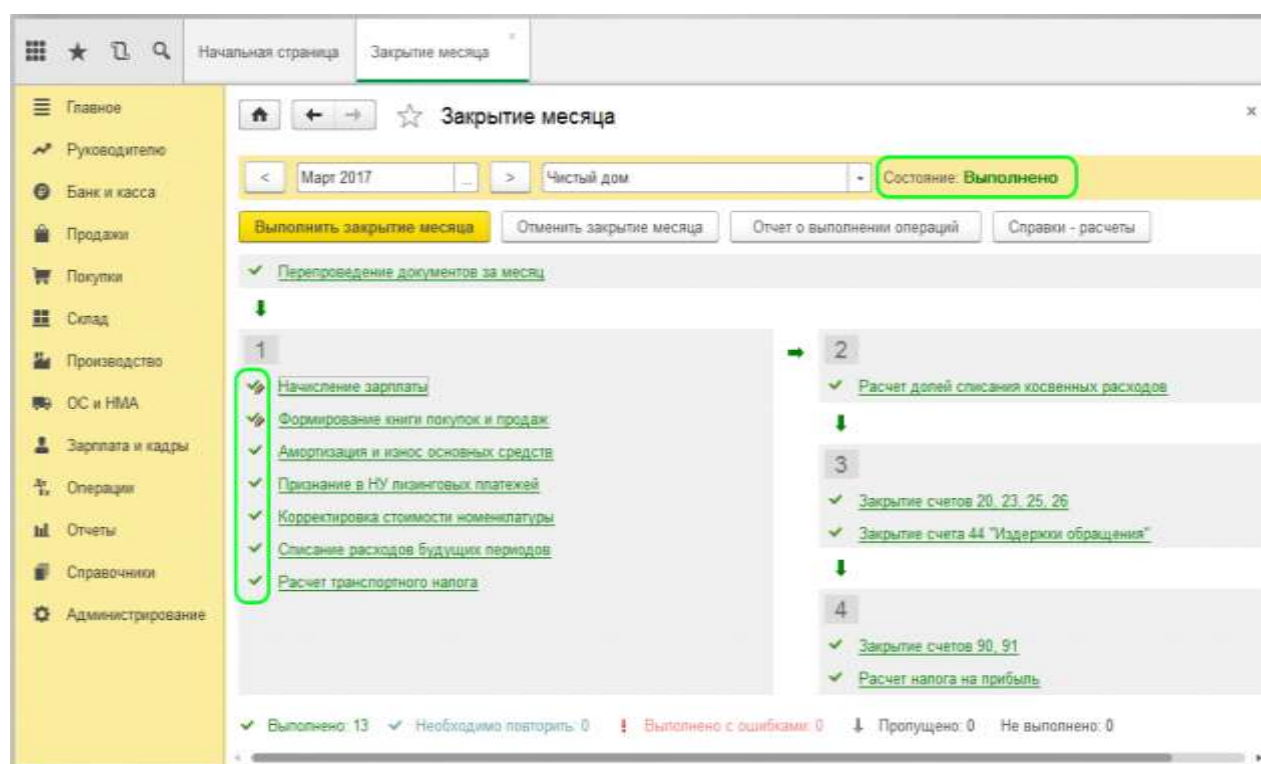 Начальная страница
Закрытие месяца
Главное
Руководителю
Банк и касса
Продажи
Покупки
Склад
Производство
ОС и НМА
Зарплата и кадры
Операции
Отчеты
Справочники
Администрирование
Закрытие месяца
< Март 2017 ... > Чистый дом Состояние: Выполнено
Выполнить закрытие месяца Отменить закрытие месяца Отчет о выполнении операций Справки - расчеты
Перепроведение документов за месяц
1
Начисление зарплаты
Формирование книги покупок и продаж
Амортизация и износ основных средств
Признание в НУ лизинговых платежей
Корректировка стоимости номенклатуры
Списание расходов будущих периодов
Расчет транспортного налога
2
Расчет долей списания косвенных расходов
3
Закрытие счетов 20, 23, 25, 26
Закрытие счета 44 "Издержки обращения"
4
Закрытие счетов 90, 91
Расчет налога на прибыль
Выполнено: 13 Необходимо повторить: 0 Выполнено с ошибками: 0 Пропущено: 0 Не выполнено: 0